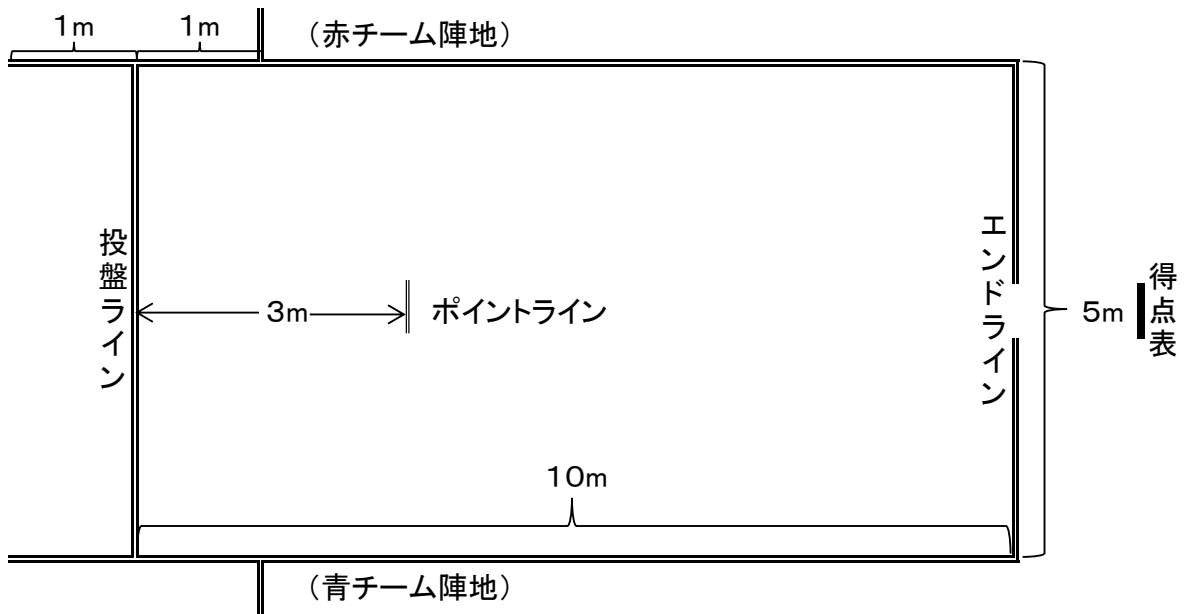 1m
1m
（赤チーム陣地）
投盤ライン
3m
ポイントライン
エンドライン
5m
得点表
10m
（青チーム陣地）